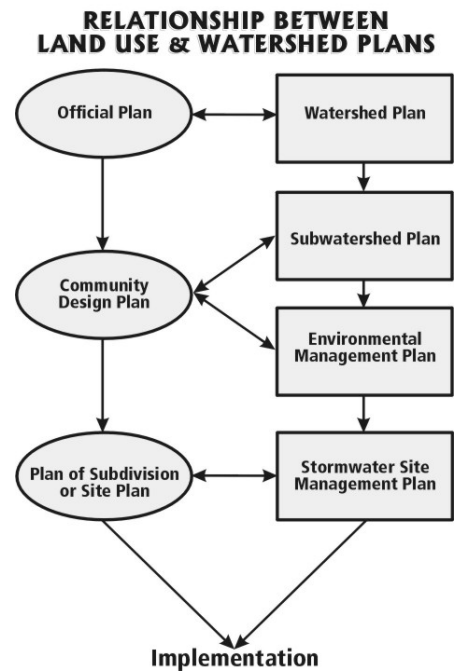 RELATIONSHIP BETWEEN
LAND USE & WATERSHED PLANS
Official Plan
Watershed Plan
Subwatershed Plan
Community
Design Plan
Environmental
Management Plan
Plan of Subdivision
or Site Plan
Stormwater Site
Management Plan
Implementation